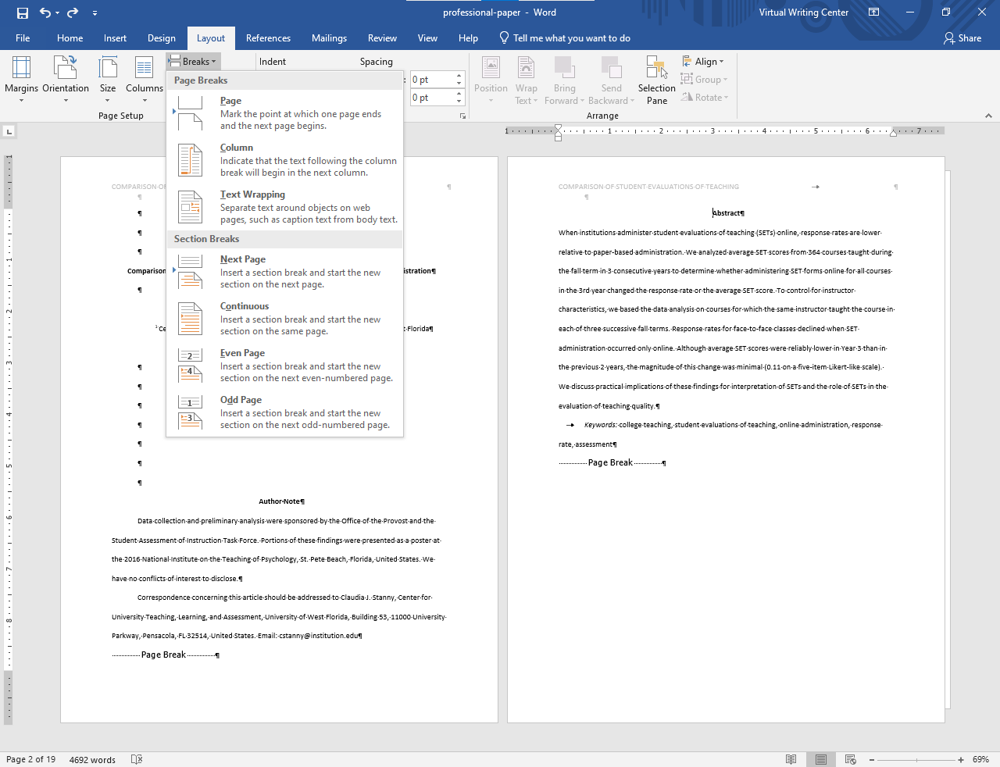 professional-paper - Word
Virtual Writing Center
File Home Insert Design Layout References Mailings Review View Help Tell me what you want to do Share
Margins Orientation Size Columns
Breaks
Page Setup
Indent
Spacing
0 pt
0 pt
Position Wrap Text Bring Forward Send Backward Selection Pane
Align
Group
Rotate
Arrange
Page Breaks
Page
Mark the point at which one page ends
and the next page begins.
Column
Indicate that the text following the column
break will begin in the next column.
Text Wrapping
Separate text around objects on web
pages, such as caption text from body text.
Section Breaks
Next Page
Insert a section break and start the new
section on the next page.
Continuous
Insert a section break and start the new
section on the same page.
Even Page
Insert a section break and start the new
section on the next even-numbered page.
Odd Page
Insert a section break and start the new
section on the next odd-numbered page.
1 1 2 3 4 5 6 7
1 1 2 3 4 5 6 7 8
COMPARISON·O
¶
¶
¶
¶
¶
Comparison
istration¶
¶
1·Ce
t·Florida¶
¶
¶
¶
¶
¶
¶
¶
Author·Note¶
Data·collection·and·preliminary·analysis·were·sponsored·by·the·Office·of·the·Provost·and·the·
Student·Assessment·of·Instruction·Task·Force.·Portions·of·these·findings·were·presented·as·a·poster·at·
the·2016·National·Institute·on·the·Teaching·of·Psychology,·St.·Pete·Beach,·Florida,·United·States.·We·
have·no·conflicts·of·interest·to·disclose.¶
Correspondence·concerning·this·article·should·be·addressed·to·Claudia·J.·Stanny,·Center·for·
University·Teaching,·Learning,·and·Assessment,·University·of·West·Florida,·Building·53,·11000·University·
Parkway,·Pensacola,·FL·32514,·United·States.·Email:·cstanny@institution.edu¶
Page Break ¶
COMPARISON·OF·STUDENT·EVALUATIONS·OF·TEACHING → ¶
¶
Abstract¶
When·institutions·administer·student·evaluations·of·teaching·(SETs)·online,·response·rates·are·lower·
relative·to·paper-based·administration.·We·analyzed·average·SET·scores·from·364·courses·taught·during·
the·fall·term·in·3·consecutive·years·to·determine·whether·administering·SET·forms·online·for·all·courses·
in·the·3rd·year·changed·the·response·rate·or·the·average·SET·score.·To·control·for·instructor·
characteristics,·we·based·the·data·analysis·on·courses·for·which·the·same·instructor·taught·the·course·in·
each·of·three·successive·fall·terms.·Response·rates·for·face-to-face·classes·declined·when·SET·
administration·occurred·only·online.·Although·average·SET·scores·were·reliably·lower·in·Year·3·than·in·
the·previous·2·years,·the·magnitude·of·this·change·was·minimal·(0.11·on·a·five-item·Likert-like·scale).·
We·discuss·practical·implications·of·these·findings·for·interpretation·of·SETs·and·the·role·of·SETs·in·the·
evaluation·of·teaching·quality.¶
→ Keywords:·college·teaching,·student·evaluations·of·teaching,·online·administration,·response·
rate,·assessment¶
Page Break ¶
Page 2 of 19 4692 words
69%